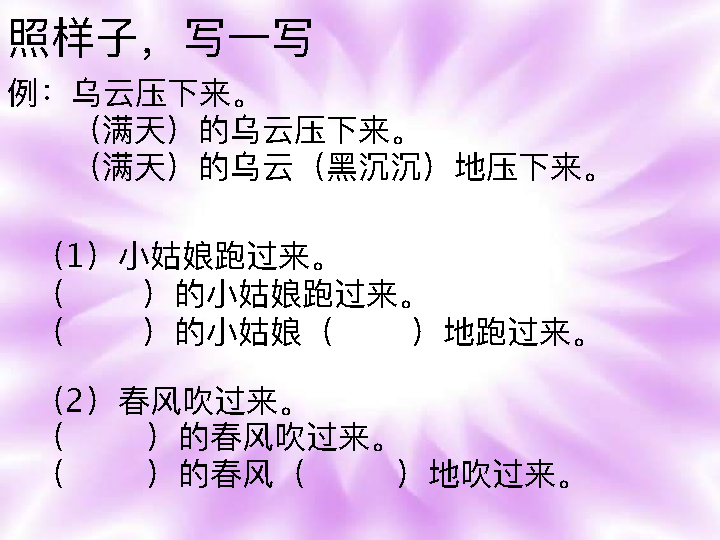 照样子，写一写
例：乌云压下来。
（满天）的乌云压下来。
（满天）的乌云（黑沉沉）地压下来。
（1）小姑娘跑过来。
（　　）的小姑娘跑过来。
（　　）的小姑娘（　　）地跑过来。
（2）春风吹过来。
（　　）的春风吹过来。
（　　）的春风（　　）地吹过来。